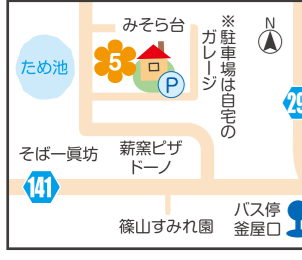 みそら台
※駐車場は自宅の
ガレージ
N
ため池
5
P
29
そば一眞坊
薪窯ピザ
ドーノ
141
篠山すみれ園
バス停
釜屋口